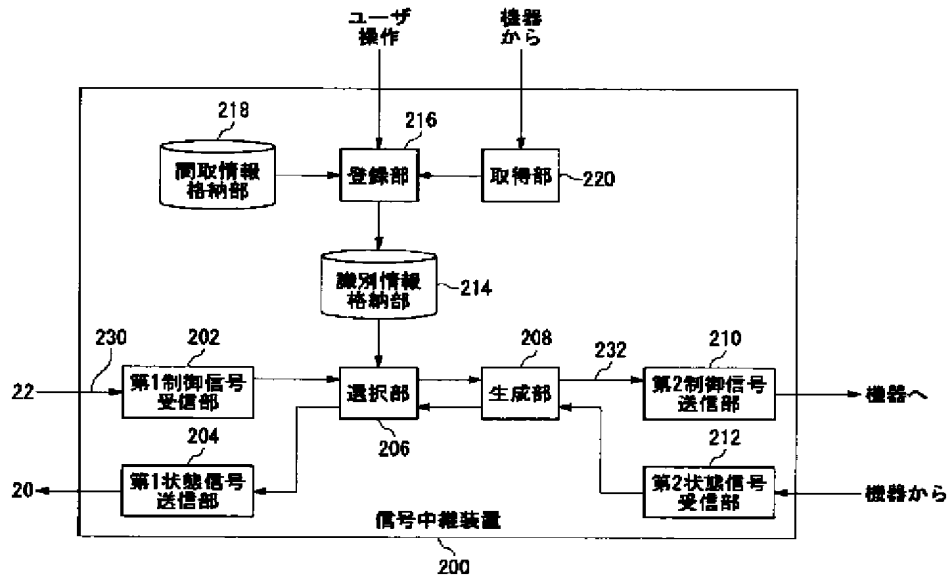 ユーザ
操作
機器
から
218
216
間取情報
格納部
登録部
取得部
220
識別情報
格納部
214
202
208
232
210
230
22
第1制御信号
受信部
選択部
生成部
第2制御信号
送信部
機器へ
204
206
212
20
第1状態信号
送信部
第2状態信号
受信部
機器から
信号中継装置
200